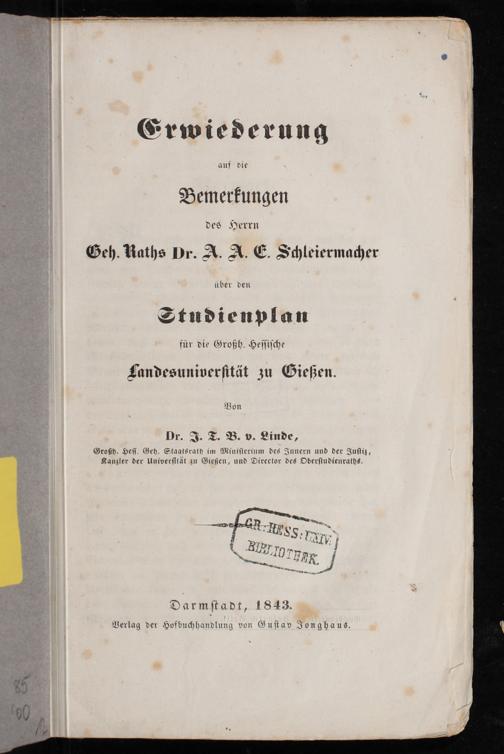 Erwiederung
auf die
Bemerkungen
des Herrn
Geh. Raths Dr. A. A. E. Schleiermacher
über den
Studienplan
für die Großh. Hessische
Landesuniversität zu Gießen.
Von
Dr. J. T. B. v. Linde,
Großh. Hess. Geh. Staatsrath im Ministerium des Innern und der Justiz,
Kanzler der Universität zu Gießen, und Director des Oberstudienraths.
GR: HESS: UNIV:
BIBLIOTHEK.
Darmstadt, 1843.
Verlag der Hofbuchhandlung von Gustav Jonghaus.
85